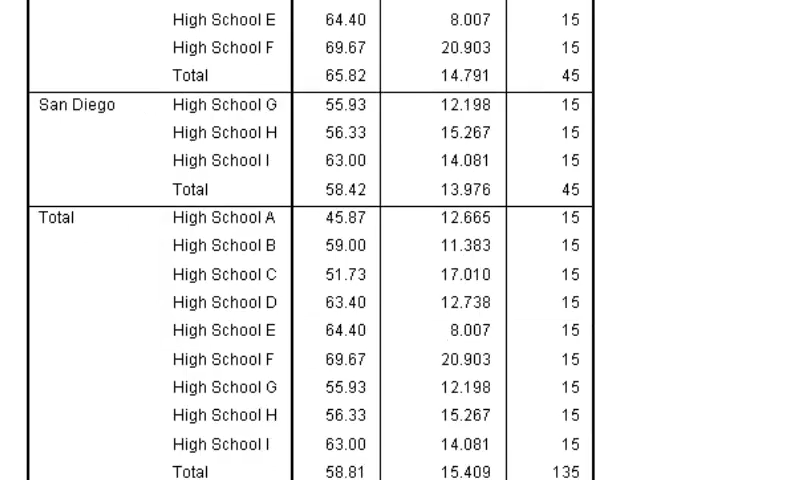 High School E 64.40 8.007 15
High School F 69.67 20.903 15
Total 65.82 14.791 45
San Diego High School G 55.93 12.198 15
High School H 56.33 15.267 15
High School I 63.00 14.081 15
Total 58.42 13.976 45
Total High School A 45.87 12.665 15
High School B 59.00 11.383 15
High School C 51.73 17.010 15
High School D 63.40 12.738 15
High School E 64.40 8.007 15
High School F 69.67 20.903 15
High School G 55.93 12.198 15
High School H 56.33 15.267 15
High School I 63.00 14.081 15
Total 58.81 15.409 135